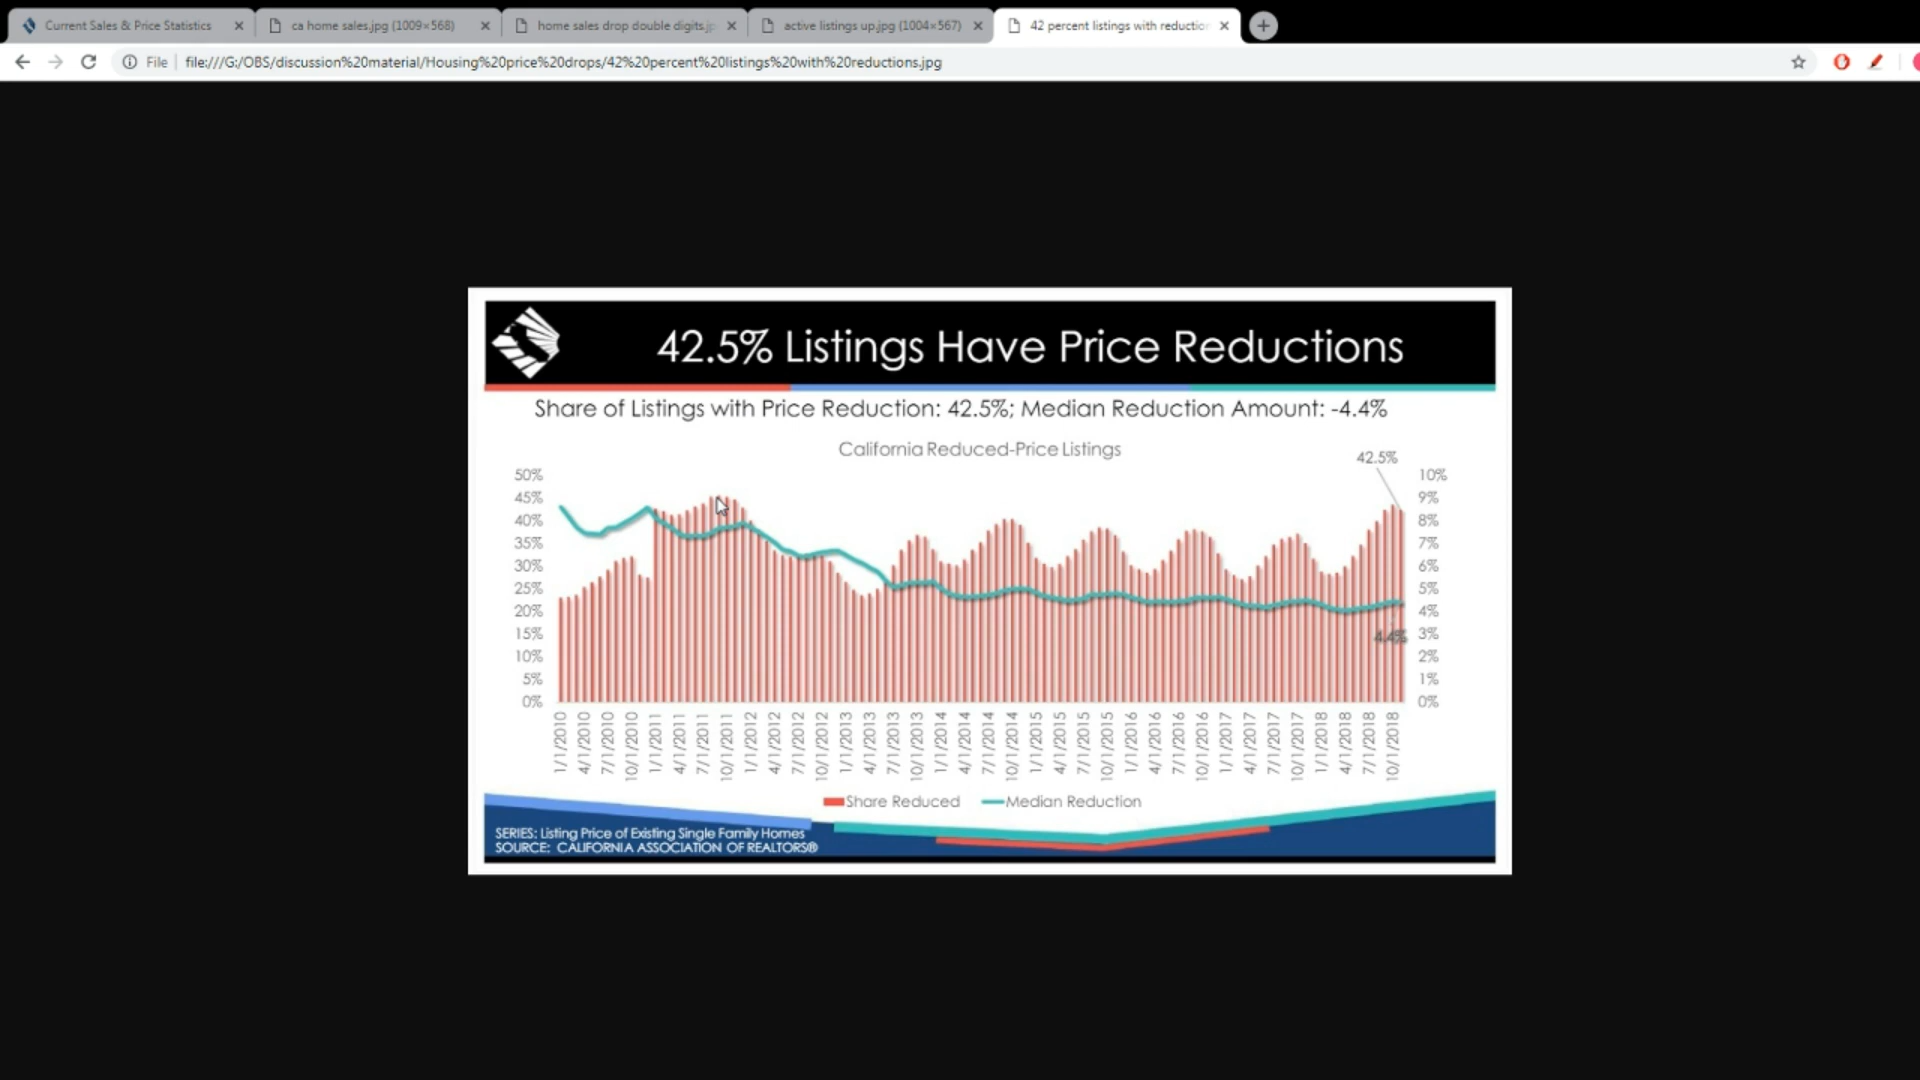 Current Sales & Price Statistics
ca home sales.jpg (1009×568)
home sales drop double digits.jp
active listings up.jpg (1004×567)
42 percent listings with reductio
File
file:///G:/OBS/discussion%20material/Housing%20price%20drops/42%20percent%20listings%20with%20reductions.jpg
42.5% Listings Have Price Reductions
Share of Listings with Price Reduction: 42.5%; Median Reduction Amount: -4.4%
California Reduced-Price Listings
42.5%
50% 10%
45% 9%
40% 8%
35% 7%
30% 6%
25% 5%
20% 4%
4.4%
15% 3%
10% 2%
5% 1%
0% 0%
1/1/2010 4/1/2010 7/1/2010 10/1/2010 1/1/2011 4/1/2011 7/1/2011 10/1/2011 1/1/2012 4/1/2012 7/1/2012 10/1/2012 1/1/2013 4/1/2013 7/1/2013 10/1/2013 1/1/2014 4/1/2014 7/1/2014 10/1/2014 1/1/2015 4/1/2015 7/1/2015 10/1/2015 1/1/2016 4/1/2016 7/1/2016 10/1/2016 1/1/2017 4/1/2017 7/1/2017 10/1/2017 1/1/2018 4/1/2018 7/1/2018 10/1/2018
Share Reduced Median Reduction
SERIES: Listing Price of Existing Single Family Homes
SOURCE: CALIFORNIA ASSOCIATION OF REALTORS®